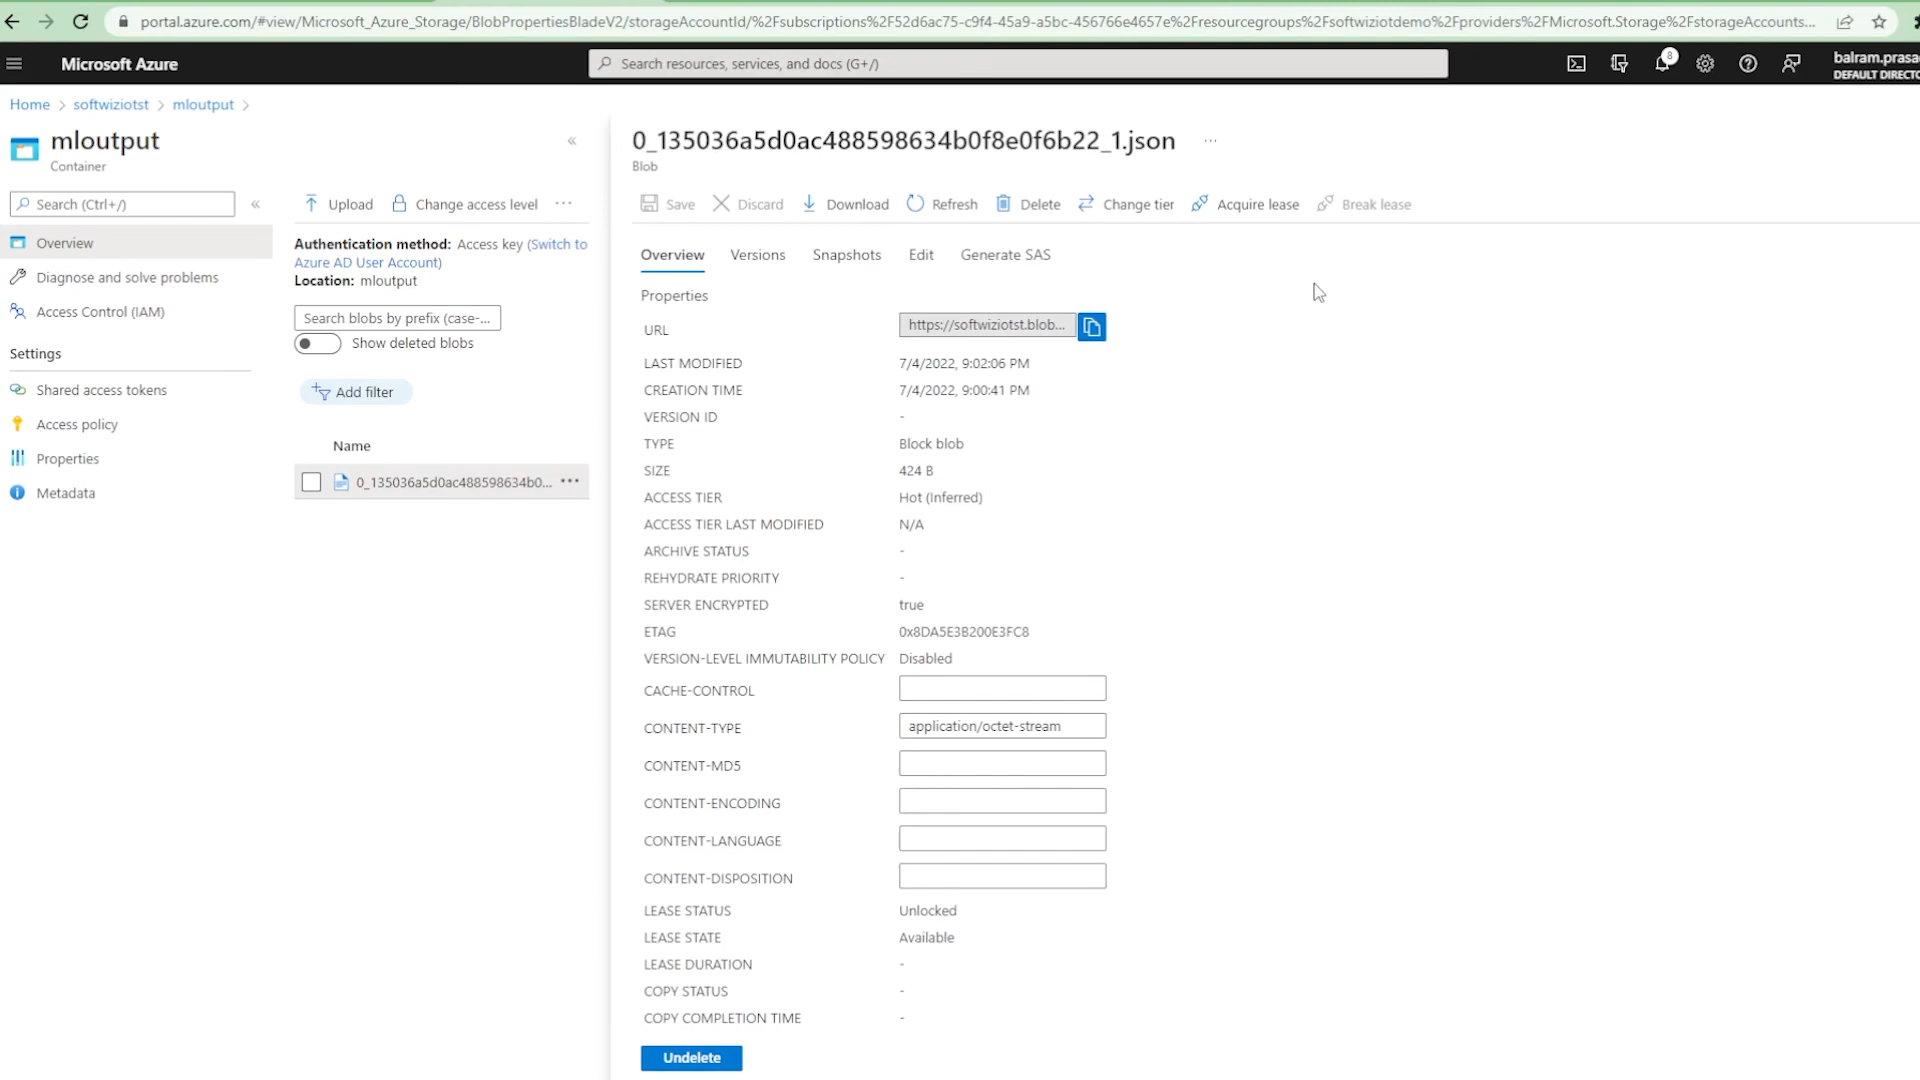 portal.azure.com/#view/Microsoft_Azure_Storage/BlobPropertiesBladeV2/storageAccountId/%2Fsubscriptions%2F52d6ac75-c9f4-45a9-a5bc-456766e4657e%2Fresourcegroups%2Fsoftwiziotdemo%2Fproviders%2FMicrosoft.Storage%2FstorageAccounts...
Microsoft Azure
Search resources, services, and docs (G+/)
8
balram.prasa
DEFAULT DIRECTO
Home > softwiziotst > mloutput >
mloutput
Container
Search (Ctrl+/)
Overview
Diagnose and solve problems
Access Control (IAM)
Settings
Shared access tokens
Access policy
Properties
Metadata
Upload
Change access level
Authentication method: Access key (Switch to
Azure AD User Account)
Location: mloutput
Search blobs by prefix (case-...
Show deleted blobs
Add filter
Name
0_135036a5d0ac488598634b0...
0_135036a5d0ac488598634b0f8e0f6b22_1.json
Blob
Save
Discard
Download
Refresh
Delete
Change tier
Acquire lease
Break lease
Overview
Versions
Snapshots
Edit
Generate SAS
Properties
URL https://softwiziotst.blob...
LAST MODIFIED 7/4/2022, 9:02:06 PM
CREATION TIME 7/4/2022, 9:00:41 PM
VERSION ID -
TYPE Block blob
SIZE 424 B
ACCESS TIER Hot (Inferred)
ACCESS TIER LAST MODIFIED N/A
ARCHIVE STATUS -
REHYDRATE PRIORITY -
SERVER ENCRYPTED true
ETAG 0x8DA5E3B200E3FC8
VERSION-LEVEL IMMUTABILITY POLICY Disabled
CACHE-CONTROL
CONTENT-TYPE application/octet-stream
CONTENT-MD5
CONTENT-ENCODING
CONTENT-LANGUAGE
CONTENT-DISPOSITION
LEASE STATUS Unlocked
LEASE STATE Available
LEASE DURATION -
COPY STATUS -
COPY COMPLETION TIME -
Undelete